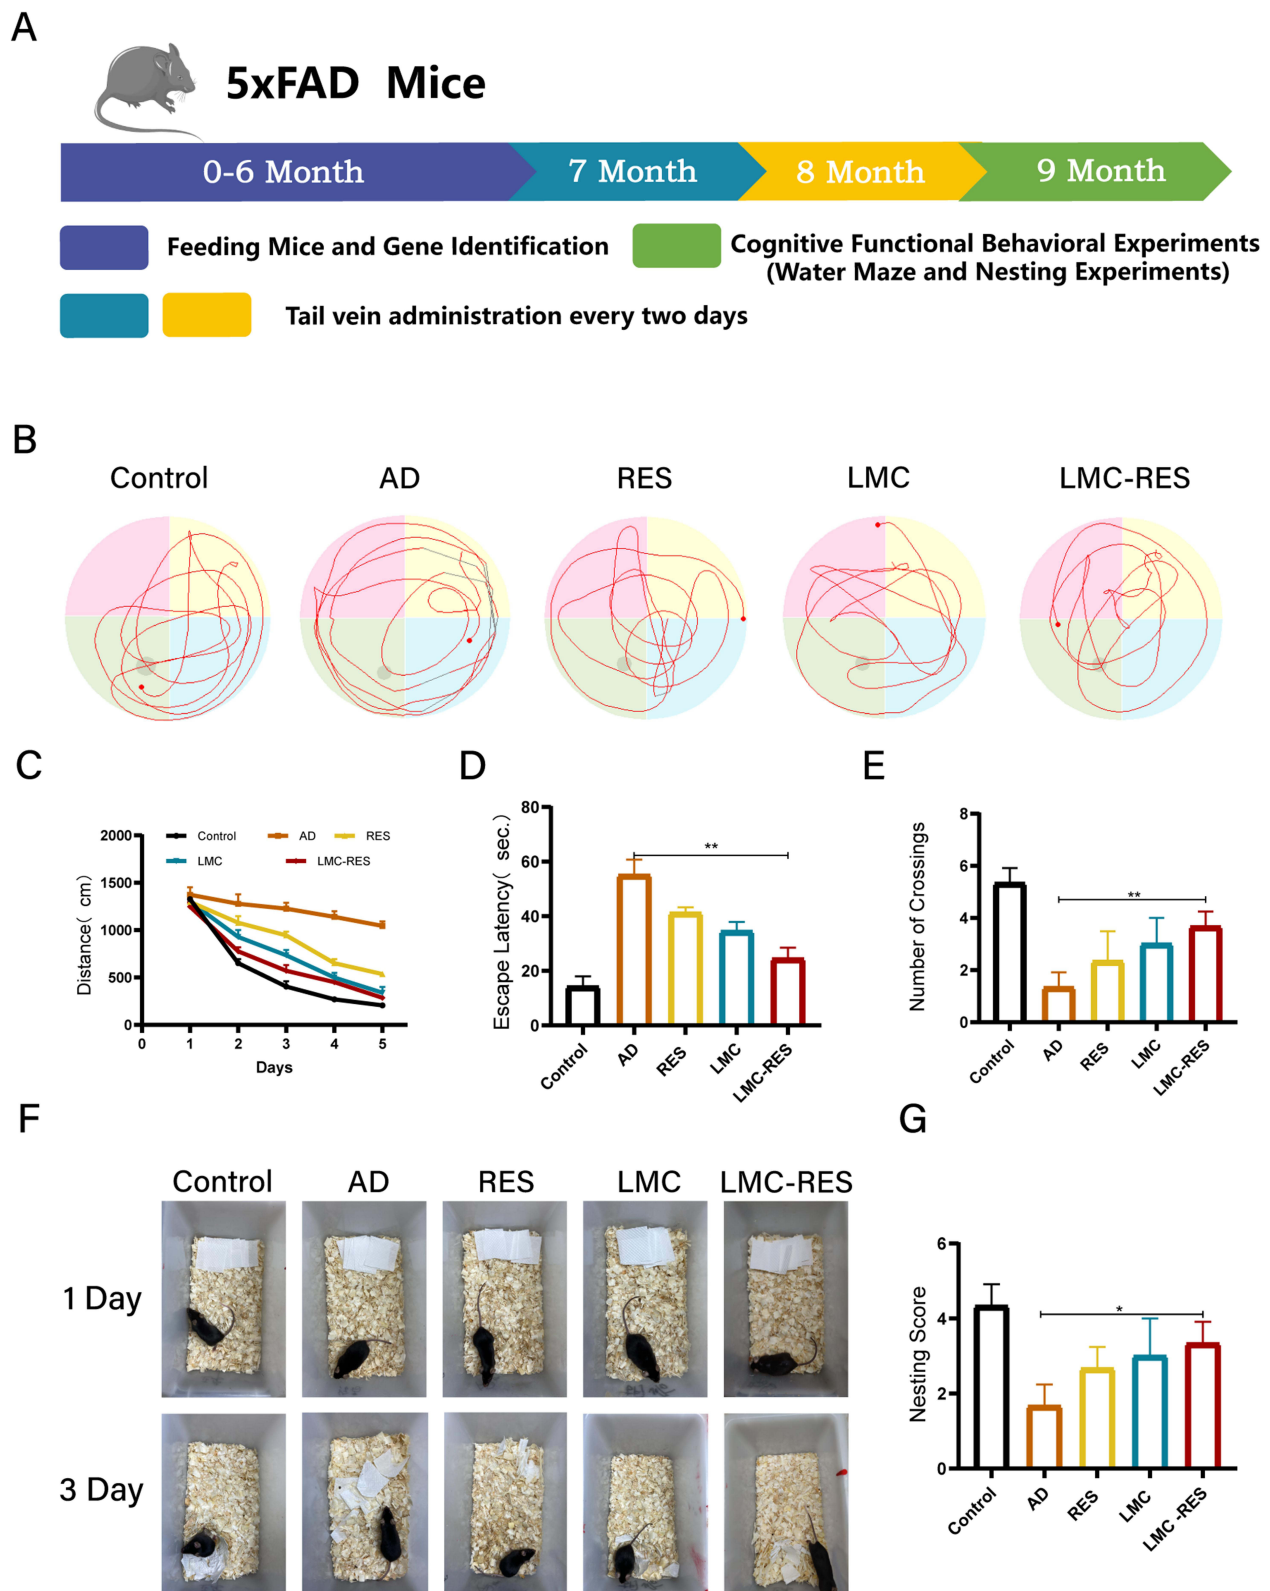 A
5xFAD Mice
0-6 Month
7 Month
8 Month
9 Month
Feeding Mice and Gene Identification
Cognitive Functional Behavioral Experiments
(Water Maze and Nesting Experiments)
Tail vein administration every two days
B
Control
AD
RES
LMC
LMC-RES
C
Distance( cm)
2000
1500
1000
500
0
Control
AD
RES
LMC
LMC-RES
0
1
2
3
4
5
Days
D
Escape Latency( sec.)
80
60
40
20
0
**
Control
AD
RES
LMC
LMC-RES
E
Number of Crossings
8
6
4
2
0
**
Control
AD
RES
LMC
LMC-RES
F
Control
AD
RES
LMC
LMC-RES
1 Day
3 Day
G
Nesting Score
6
4
2
0
*
Control
AD
RES
LMC
LMC -RES